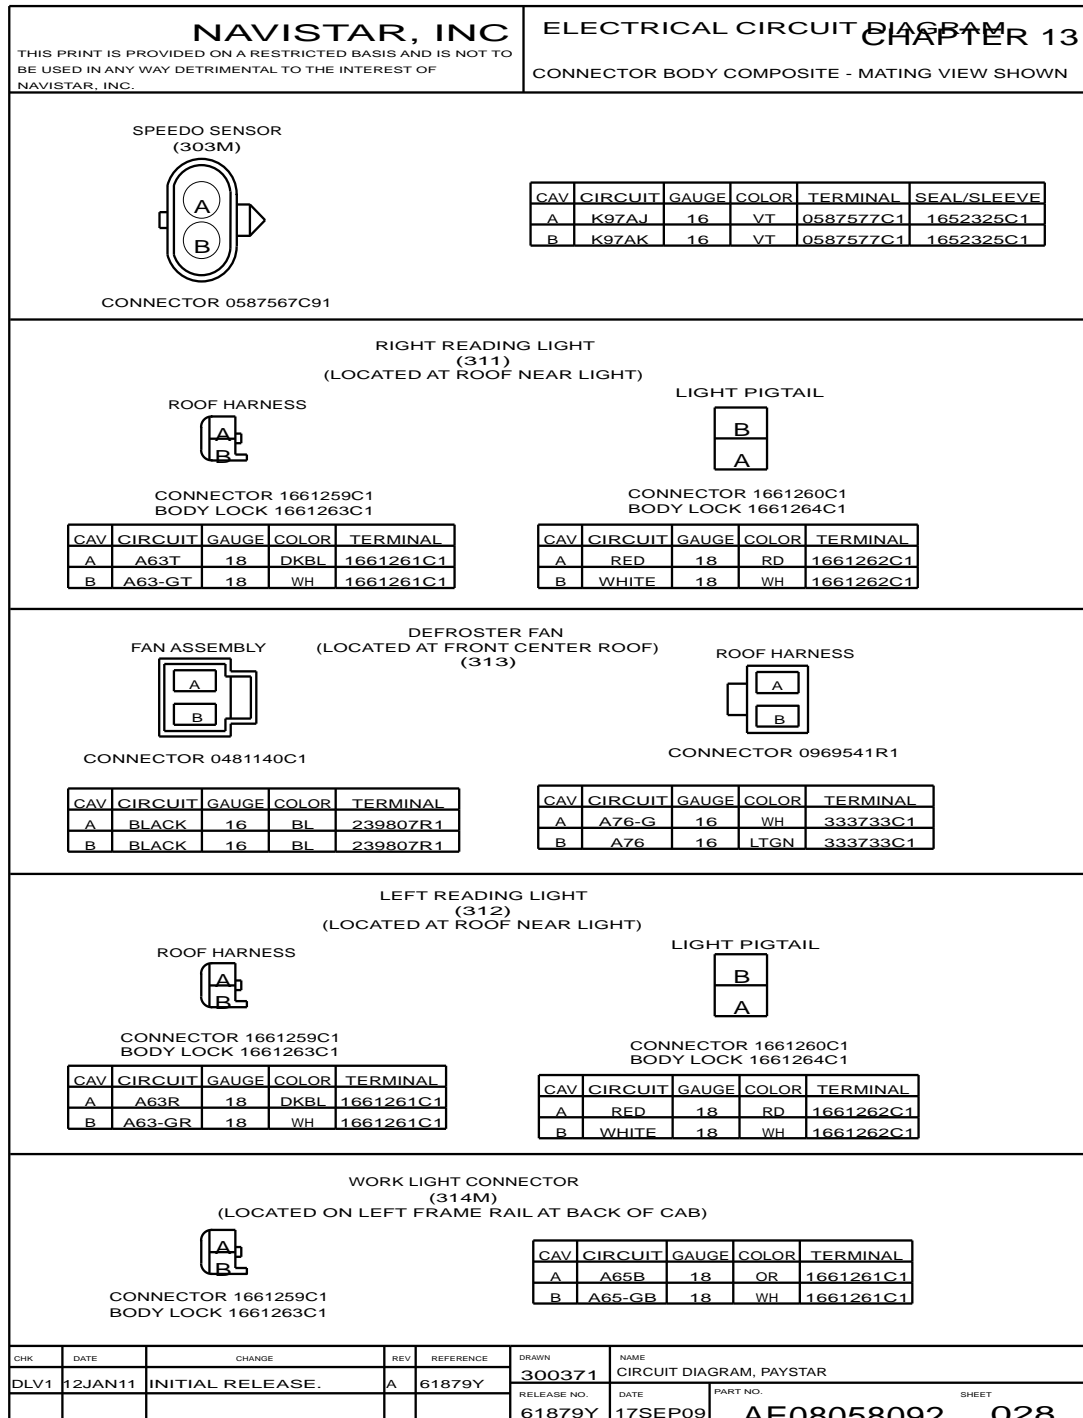 NAVISTAR, INC
THIS PRINT IS PROVIDED ON A RESTRICTED BASIS AND IS NOT TO
BE USED IN ANY WAY DETRIMENTAL TO THE INTEREST OF
NAVISTAR, INC.
ELECTRICAL CIRCUIT DIAGRAM
CHAPTER 13
CONNECTOR BODY COMPOSITE - MATING VIEW SHOWN
SPEEDO SENSOR
(303M)
A
B
CONNECTOR 0587567C91
CAV CIRCUIT GAUGE COLOR TERMINAL SEAL/SLEEVE
A K97AJ 16 VT 0587577C1 1652325C1
B K97AK 16 VT 0587577C1 1652325C1
RIGHT READING LIGHT
(311)
(LOCATED AT ROOF NEAR LIGHT)
ROOF HARNESS
A
B
CONNECTOR 1661259C1
BODY LOCK 1661263C1
CAV CIRCUIT GAUGE COLOR TERMINAL
A A63T 18 DKBL 1661261C1
B A63-GT 18 WH 1661261C1
LIGHT PIGTAIL
B
A
CONNECTOR 1661260C1
BODY LOCK 1661264C1
CAV CIRCUIT GAUGE COLOR TERMINAL
A RED 18 RD 1661262C1
B WHITE 18 WH 1661262C1
DEFROSTER FAN
(LOCATED AT FRONT CENTER ROOF)
(313)
FAN ASSEMBLY
A
B
CONNECTOR 0481140C1
CAV CIRCUIT GAUGE COLOR TERMINAL
A BLACK 16 BL 239807R1
B BLACK 16 BL 239807R1
ROOF HARNESS
A
B
CONNECTOR 0969541R1
CAV CIRCUIT GAUGE COLOR TERMINAL
A A76-G 16 WH 333733C1
B A76 16 LTGN 333733C1
LEFT READING LIGHT
(312)
(LOCATED AT ROOF NEAR LIGHT)
ROOF HARNESS
A
B
CONNECTOR 1661259C1
BODY LOCK 1661263C1
CAV CIRCUIT GAUGE COLOR TERMINAL
A A63R 18 DKBL 1661261C1
B A63-GR 18 WH 1661261C1
LIGHT PIGTAIL
B
A
CONNECTOR 1661260C1
BODY LOCK 1661264C1
CAV CIRCUIT GAUGE COLOR TERMINAL
A RED 18 RD 1661262C1
B WHITE 18 WH 1661262C1
WORK LIGHT CONNECTOR
(314M)
(LOCATED ON LEFT FRAME RAIL AT BACK OF CAB)
A
B
CONNECTOR 1661259C1
BODY LOCK 1661263C1
CAV CIRCUIT GAUGE COLOR TERMINAL
A A65B 18 OR 1661261C1
B A65-GB 18 WH 1661261C1
CHK DATE CHANGE REV REFERENCE
DLV1 12JAN11 INITIAL RELEASE. A 61879Y
DRAWN
300371
NAME
CIRCUIT DIAGRAM, PAYSTAR
RELEASE NO.
61879Y
DATE
17SEP09
PART NO.
AE08058092
SHEET
028